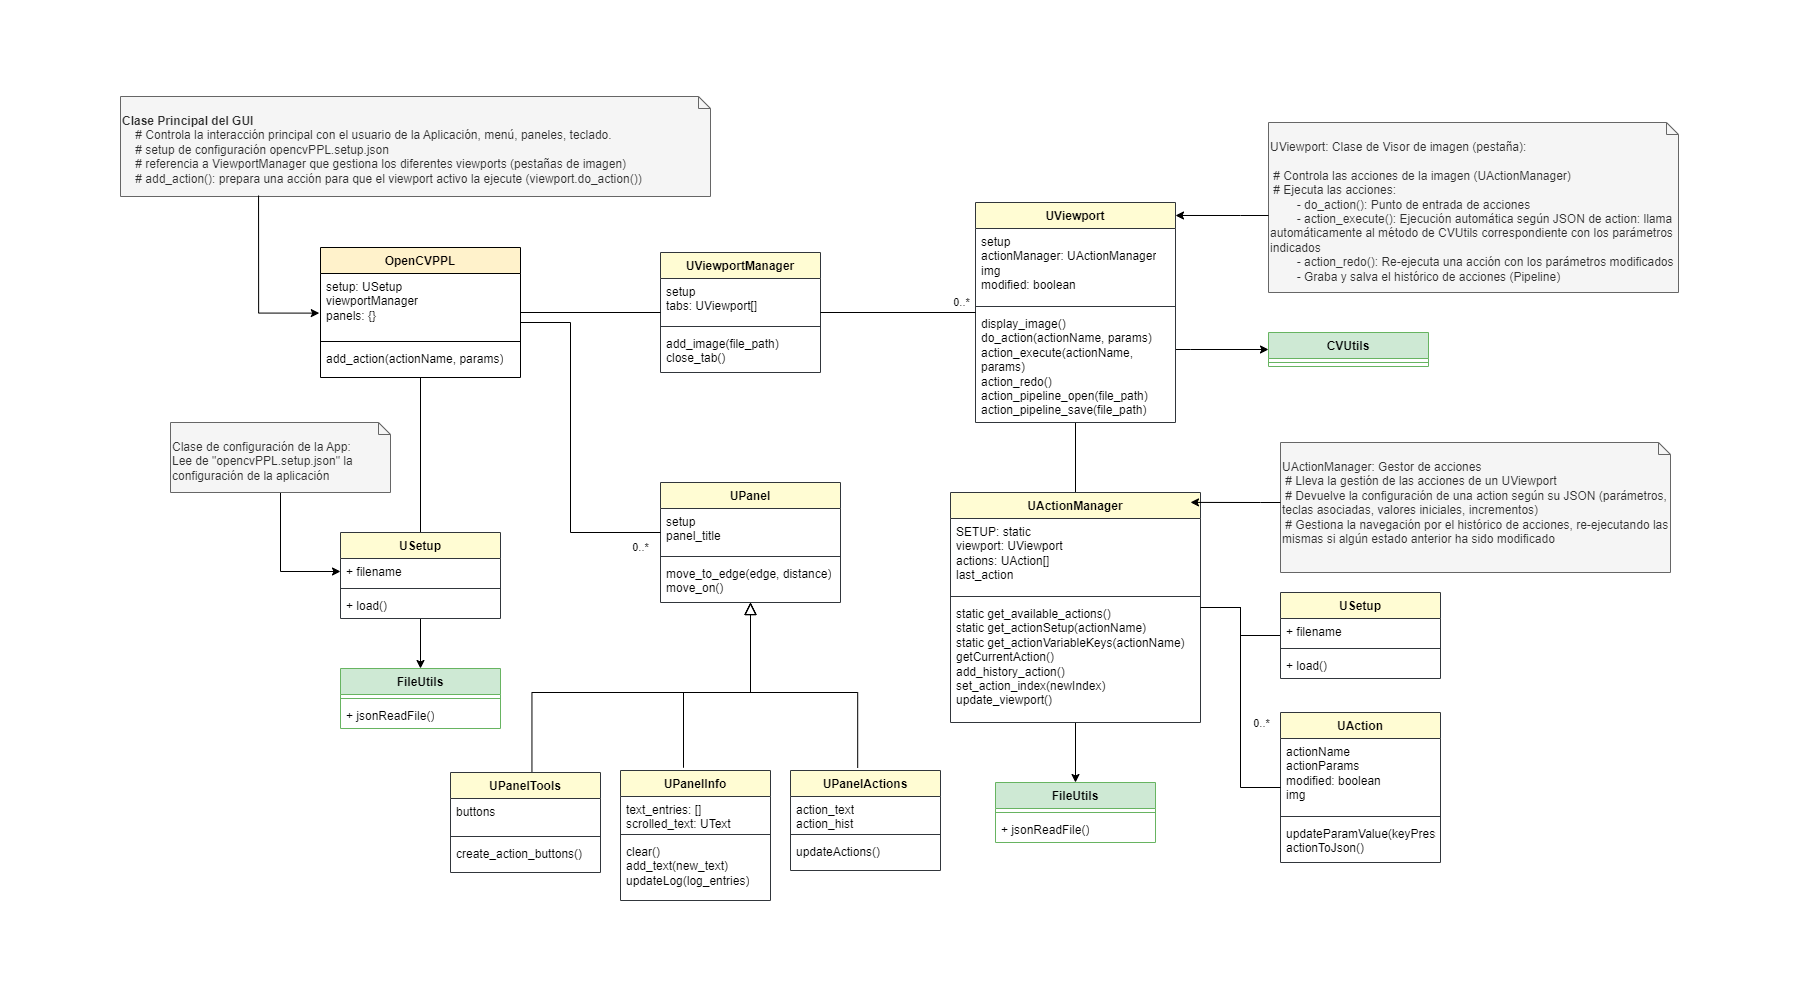 Clase Principal del GUI
# Controla la interacción principal con el usuario de la Aplicación, menú, paneles, teclado.
# setup de configuración opencvPPL.setup.json
# referencia a ViewportManager que gestiona los diferentes viewports (pestañas de imagen)
# add_action(): prepara una acción para que el viewport activo la ejecute (viewport.do_action())
UViewport: Clase de Visor de imagen (pestaña):
# Controla las acciones de la imagen (UActionManager)
# Ejecuta las acciones:
- do_action(): Punto de entrada de acciones
- action_execute(): Ejecución automática según JSON de action: llama
automáticamente al método de CVUtils correspondiente con los parámetros
indicados
- action_redo(): Re-ejecuta una acción con los parámetros modificados
- Graba y salva el histórico de acciones (Pipeline)
OpenCVPPL
setup: USetup
viewportManager
panels: {}
add_action(actionName, params)
UViewportManager
setup
tabs: UViewport[]
add_image(file_path)
close_tab()
0..*
UViewport
setup
actionManager: UActionManager
img
modified: boolean
display_image()
do_action(actionName, params)
action_execute(actionName,
params)
action_redo()
action_pipeline_open(file_path)
action_pipeline_save(file_path)
CVUtils
Clase de configuración de la App:
Lee de "opencvPPL.setup.json" la
configuración de la aplicación
USetup
+ filename
+ load()
FileUtils
+ jsonReadFile()
UPanel
setup
panel_title
move_to_edge(edge, distance)
move_on()
0..*
UPanelTools
buttons
create_action_buttons()
UPanelInfo
text_entries: []
scrolled_text: UText
clear()
add_text(new_text)
updateLog(log_entries)
UPanelActions
action_text
action_hist
updateActions()
UActionManager
SETUP: static
viewport: UViewport
actions: UAction[]
last_action
static get_available_actions()
static get_actionSetup(actionName)
static get_actionVariableKeys(actionName)
getCurrentAction()
add_history_action()
set_action_index(newIndex)
update_viewport()
FileUtils
+ jsonReadFile()
UActionManager: Gestor de acciones
# Lleva la gestión de las acciones de un UViewport
# Devuelve la configuración de una action según su JSON (parámetros,
teclas asociadas, valores iniciales, incrementos)
# Gestiona la navegación por el histórico de acciones, re-ejecutando las
mismas si algún estado anterior ha sido modificado
USetup
+ filename
+ load()
0..*
UAction
actionName
actionParams
modified: boolean
img
updateParamValue(keyPres
actionToJson()